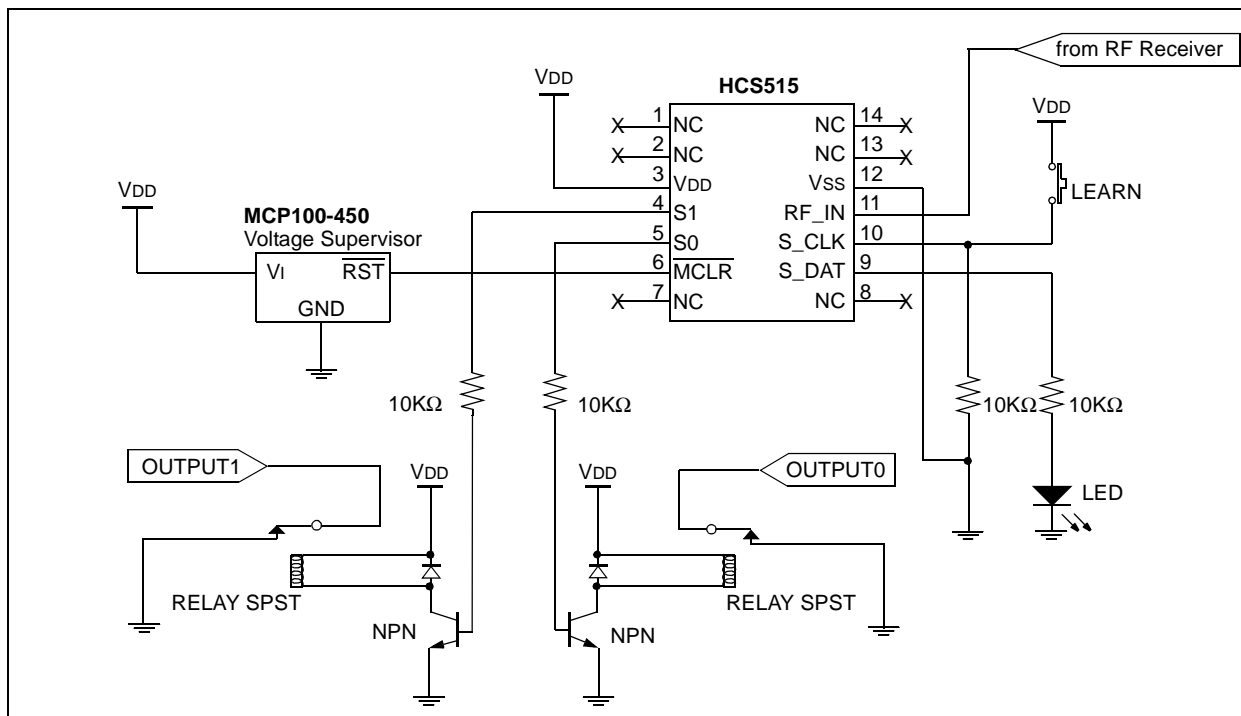 from RF Receiver
HCS515
VDD
VDD
1 NC NC 14
X X
2 NC NC 13
X X
3 VDD VSS 12
4 S1 RF_IN 11
5 S0 S_CLK 10
6 MCLR S_DAT 9
7 NC NC 8
X X
LEARN
VDD
MCP100-450
Voltage Supervisor
VI RST
GND
10KΩ 10KΩ 10KΩ 10KΩ
OUTPUT1 VDD VDD OUTPUT0
LED
RELAY SPST RELAY SPST
NPN NPN